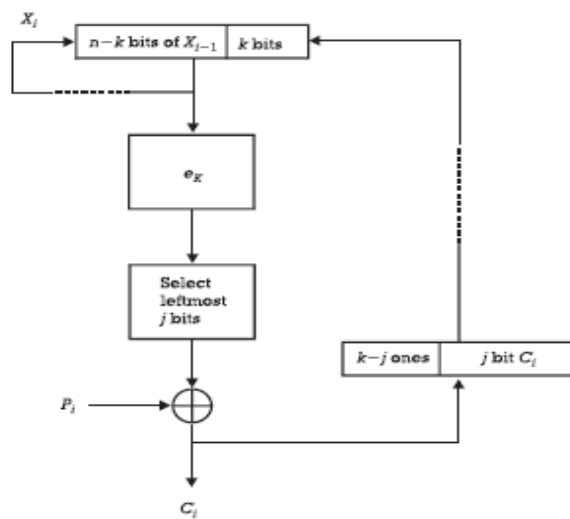 X_i
n−k bits of X_{i−1} k bits
e_K
Select
leftmost
j bits
k−j ones j bit C_i
P_i
C_i